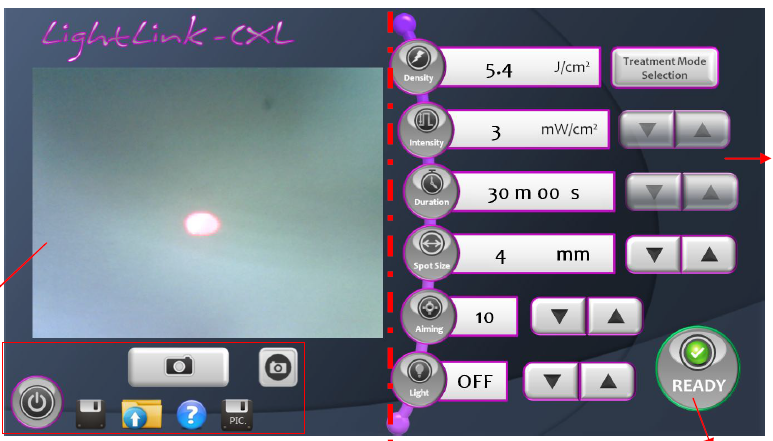 LightLink-CXL
Density
5.4 J/cm²
Treatment Mode
Selection
Intensity
3 mW/cm²
Duration
30 m 00 s
Spot Size
4 mm
Aiming
10
Light
OFF
READY
?
PIC.